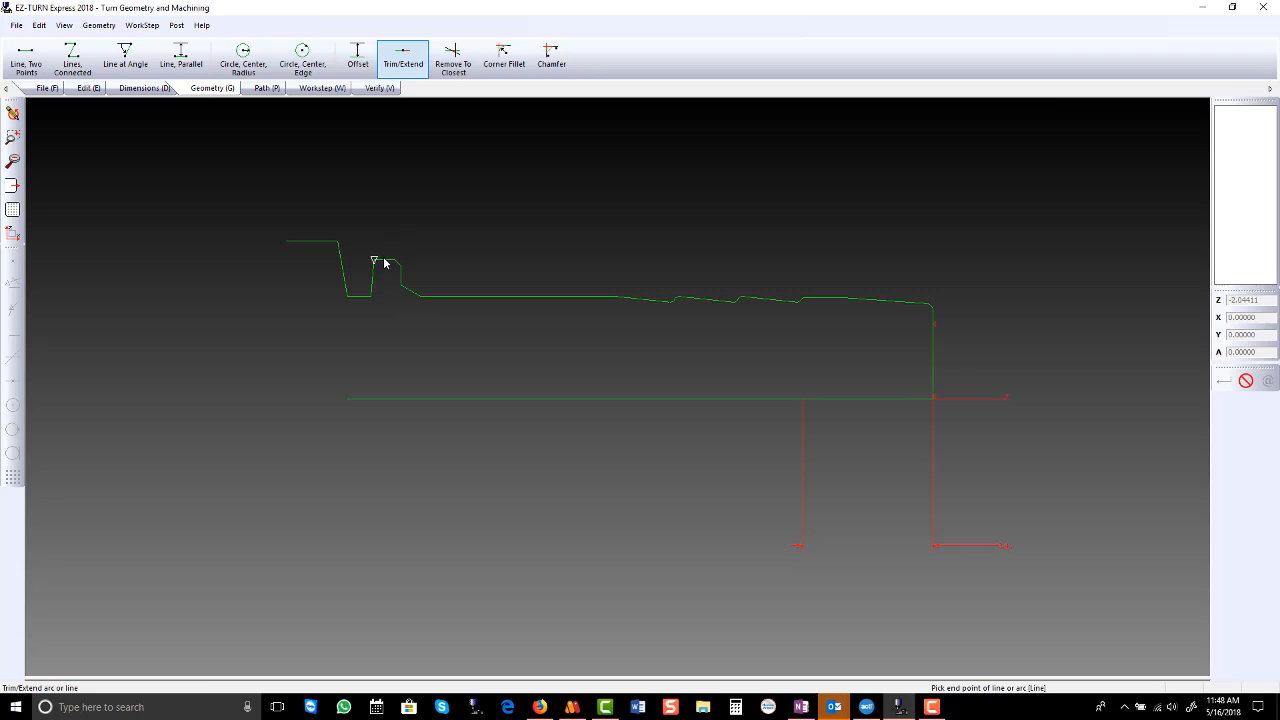 EZ-TURN Express 2018 - Turn Geometry and Machining
File Edit View Geometry WorkStep Post Help
Line, Two Points
Lines, Connected
Line at Angle
Line, Parallel
Circle, Center, Radius
Circle, Center, Edge
Offset
Trim/Extend
Remove To Closest
Corner Fillet
Chamfer
File (F) Edit (E) Dimensions (D) Geometry (G) Path (P) Workstep (W) Verify (V)
Z -2.04411
X 0.00000
Y 0.00000
A 0.00000
Trim/Extend arc or line
Pick end point of line or arc [Line]
Type here to search
11:48 AM
5/16/2018